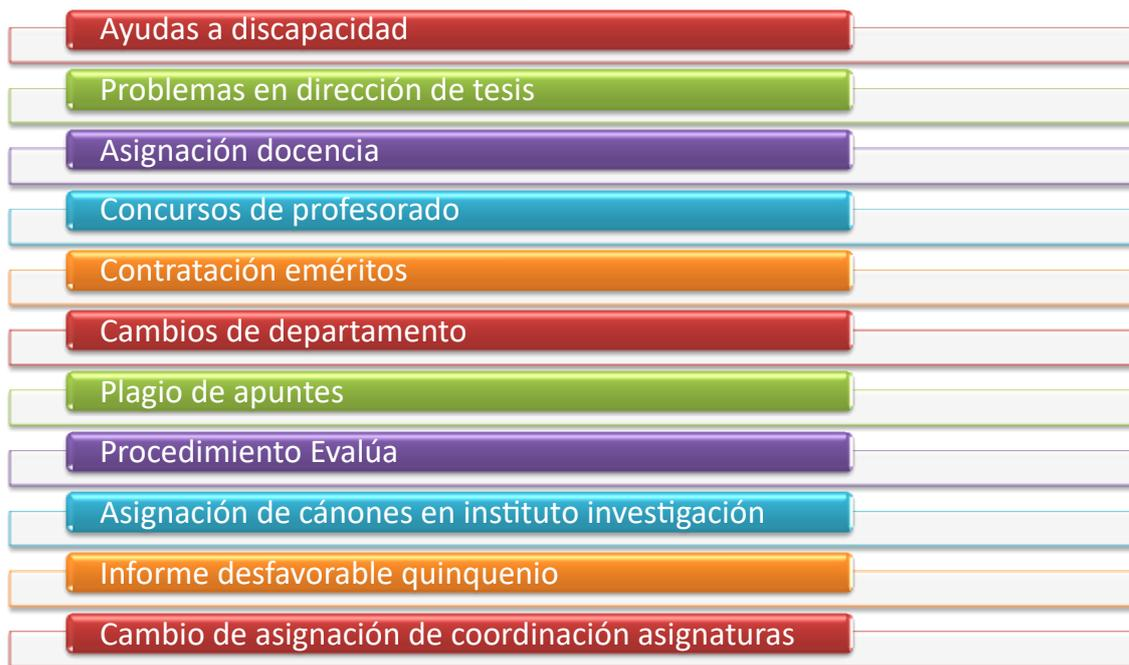 Ayudas a discapacidad
Problemas en dirección de tesis
Asignación docencia
Concursos de profesorado
Contratación eméritos
Cambios de departamento
Plagio de apuntes
Procedimiento Evalúa
Asignación de cánones en instituto investigación
Informe desfavorable quinquenio
Cambio de asignación de coordinación asignaturas